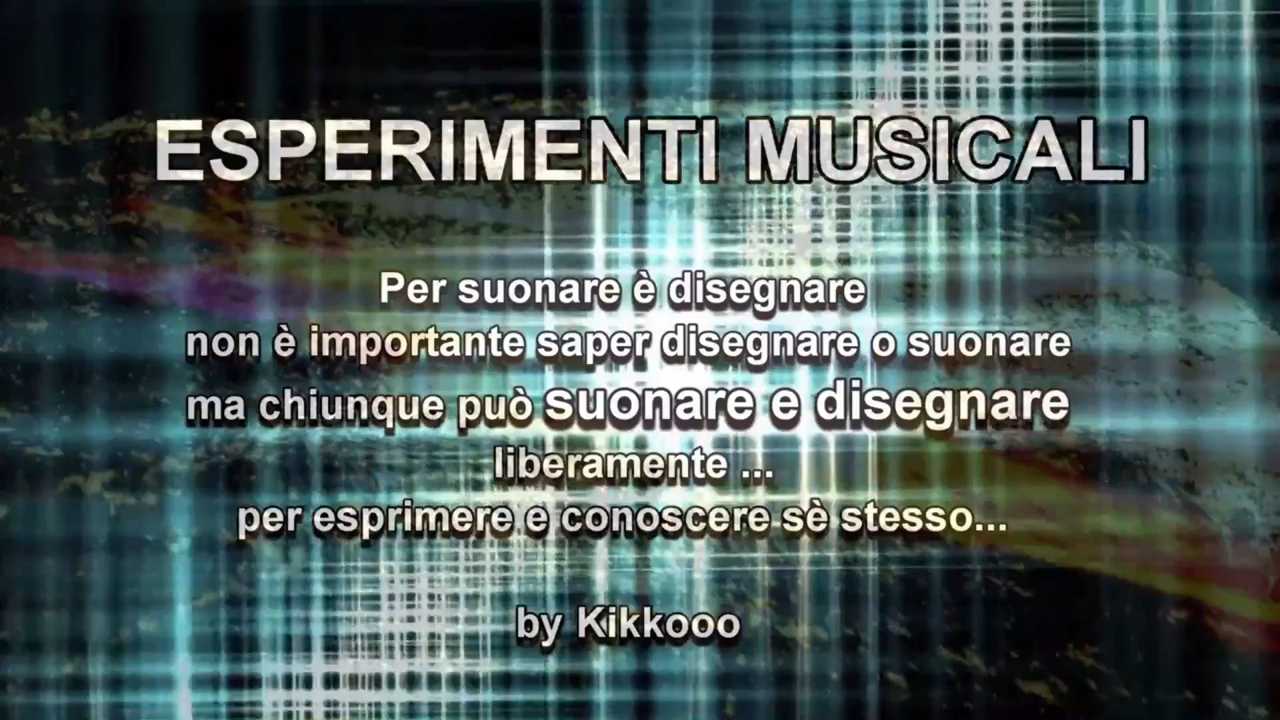 ESPERIMENTI MUSICALI
Per suonare è disegnare
non è importante saper disegnare o suonare
ma chiunque può suonare e disegnare
liberamente ...
per esprimere e conoscere sè stesso...
by Kikkooo